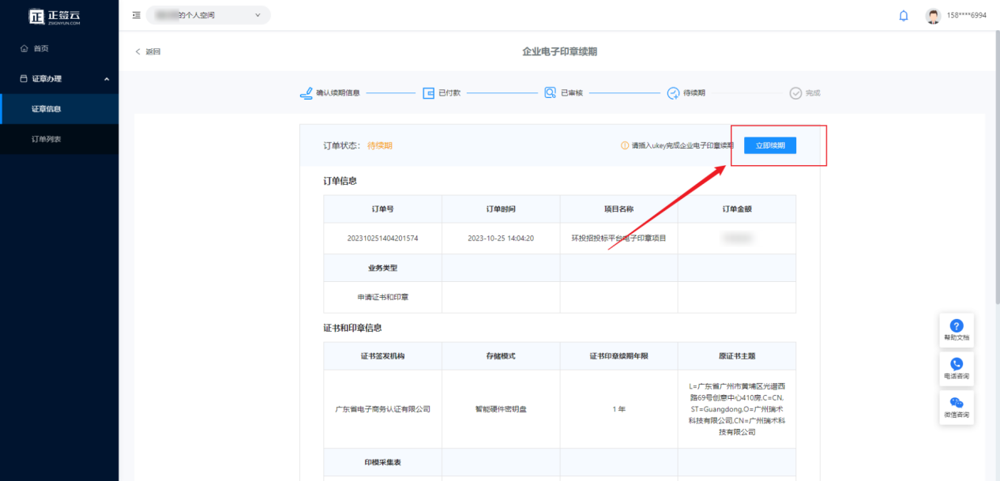 正签云
ZSIGNYUN.COM
的个人空间
158****6994
首页
证章办理
证章信息
订单列表
返回
企业电子印章续期
确认续期信息
已付款
已审核
待续期
完成
订单状态： 待续期
请插入ukey完成企业电子印章续期
立即续期
订单信息
订单号 订单时间 项目名称 订单金额
202310251404201574 2023-10-25 14:04:20 环投招投标平台电子印章项目
业务类型
申请证书和印章
证书和印章信息
证书签发机构 存储模式 证书印章续期年限 原证书主题
广东省电子商务认证有限公司 智能硬件密钥盘 1 年
L=广东省广州市黄埔区光谱西
路69号创意中心410房,C=CN,
ST=Guangdong,O=广州瑞术
科技有限公司,CN=广州瑞术科
技有限公司
印模采集表
帮助文档
电话咨询
微信咨询